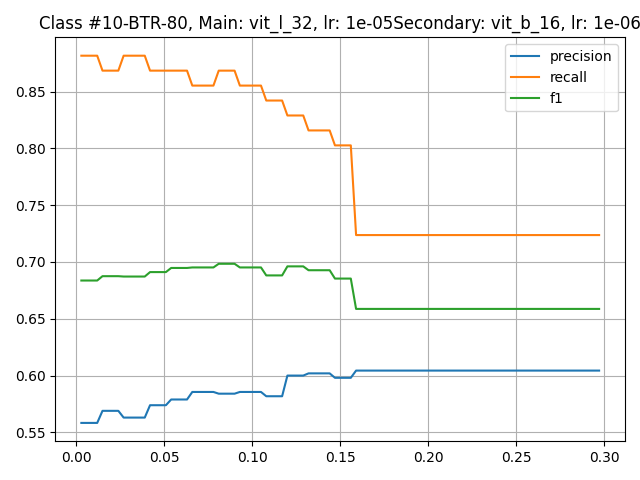 Class #10-BTR-80, Main: vit_l_32, lr: 1e-05Secondary: vit_b_16, lr: 1e-06
precision
recall
f1
0.85
0.80
0.75
0.70
0.65
0.60
0.55
0.00 0.05 0.10 0.15 0.20 0.25 0.30